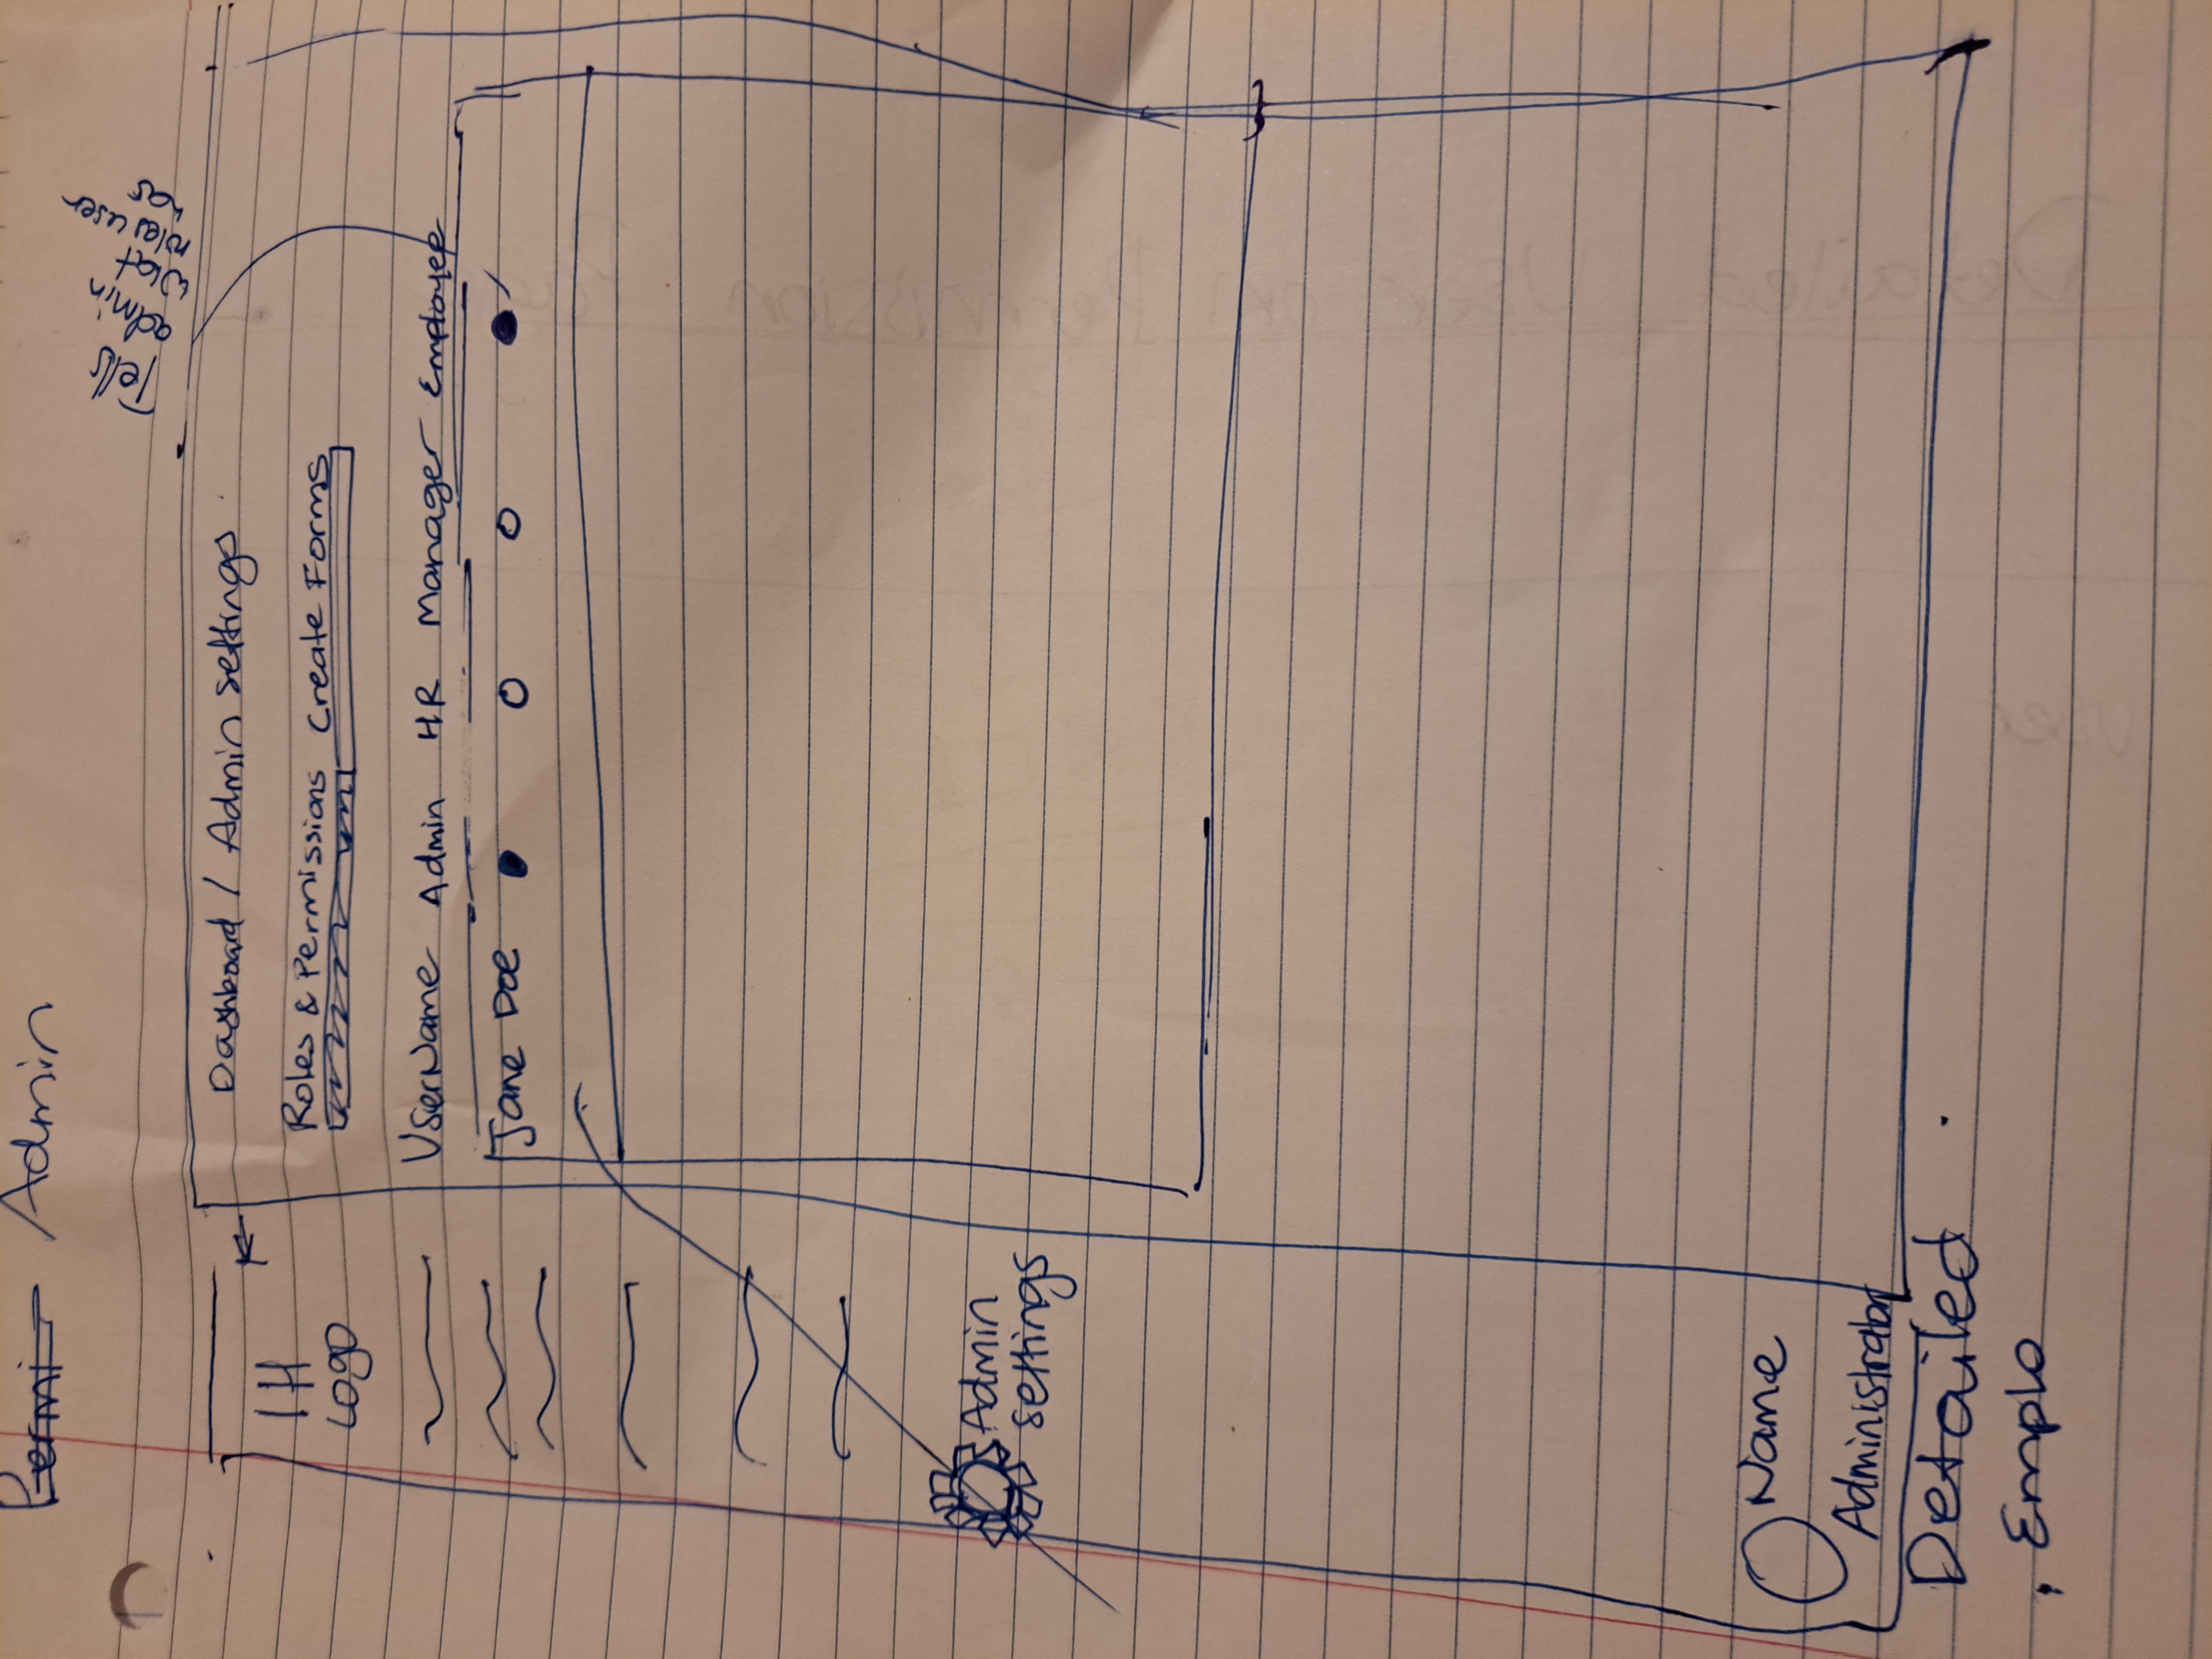 Permi Admin
Tells
admin
what
roles user
has
Dashboard / Admin settings
IH
Logo
Roles & Permissions Create Forms
UserName Admin HR Manager Employee
Jane Doe
Admin
settings
Name
Administrator
Detailed
Emplo